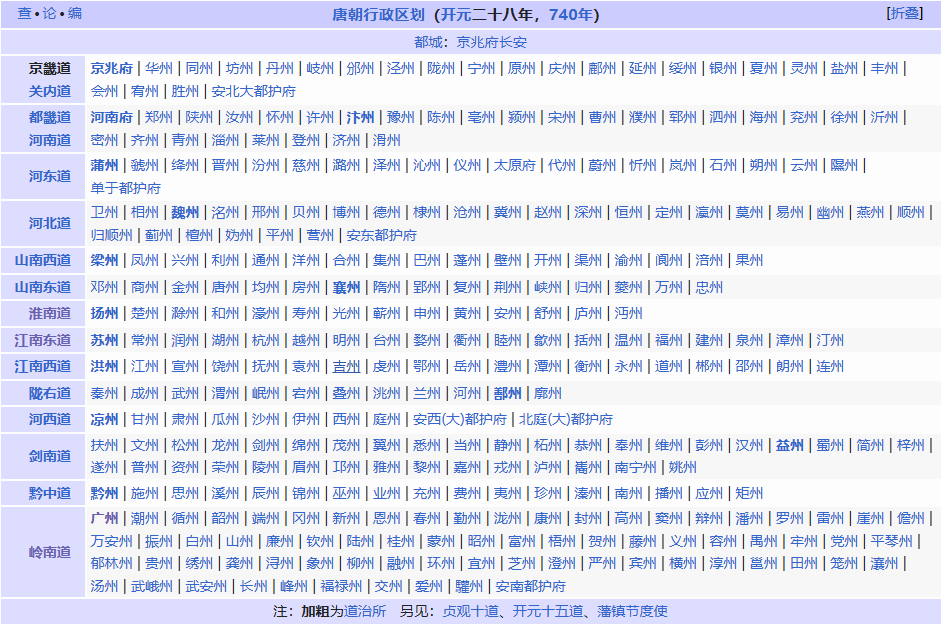 查•论•编 唐朝行政区划（开元二十八年，740年） [折叠]
都城：京兆府长安
京畿道 京兆府 | 华州 | 同州 | 坊州 | 丹州 | 岐州 | 邠州 | 泾州 | 陇州 | 宁州 | 原州 | 庆州 | 鄜州 | 延州 | 绥州 | 银州 | 夏州 | 灵州 | 盐州 | 丰州 |
关内道 会州 | 宥州 | 胜州 | 安北大都护府
都畿道 河南府 | 郑州 | 陕州 | 汝州 | 怀州 | 许州 | 汴州 | 豫州 | 陈州 | 亳州 | 颍州 | 宋州 | 曹州 | 濮州 | 郓州 | 泗州 | 海州 | 兖州 | 徐州 | 沂州 |
河南道 密州 | 齐州 | 青州 | 淄州 | 莱州 | 登州 | 济州 | 滑州
河东道 蒲州 | 虢州 | 绛州 | 晋州 | 汾州 | 慈州 | 潞州 | 泽州 | 沁州 | 仪州 | 太原府 | 代州 | 蔚州 | 忻州 | 岚州 | 石州 | 朔州 | 云州 | 隰州 |
单于都护府
河北道 卫州 | 相州 | 魏州 | 洺州 | 邢州 | 贝州 | 博州 | 德州 | 棣州 | 沧州 | 冀州 | 赵州 | 深州 | 恒州 | 定州 | 瀛州 | 莫州 | 易州 | 幽州 | 燕州 | 顺州 |
归顺州 | 蓟州 | 檀州 | 妫州 | 平州 | 营州 | 安东都护府
山南西道 梁州 | 凤州 | 兴州 | 利州 | 通州 | 洋州 | 合州 | 集州 | 巴州 | 蓬州 | 壁州 | 开州 | 渠州 | 渝州 | 阆州 | 涪州 | 果州
山南东道 邓州 | 商州 | 金州 | 唐州 | 均州 | 房州 | 襄州 | 隋州 | 郢州 | 复州 | 荆州 | 峡州 | 归州 | 夔州 | 万州 | 忠州
淮南道 扬州 | 楚州 | 滁州 | 和州 | 濠州 | 寿州 | 光州 | 蕲州 | 申州 | 黄州 | 安州 | 舒州 | 庐州 | 沔州
江南东道 苏州 | 常州 | 润州 | 湖州 | 杭州 | 越州 | 明州 | 台州 | 婺州 | 衢州 | 睦州 | 歙州 | 括州 | 温州 | 福州 | 建州 | 泉州 | 漳州 | 汀州
江南西道 洪州 | 江州 | 宣州 | 饶州 | 抚州 | 袁州 | 吉州 | 虔州 | 鄂州 | 岳州 | 澧州 | 潭州 | 衡州 | 永州 | 道州 | 郴州 | 邵州 | 朗州 | 连州
陇右道 秦州 | 成州 | 武州 | 渭州 | 岷州 | 宕州 | 叠州 | 洮州 | 兰州 | 河州 | 鄯州 | 廓州
河西道 凉州 | 甘州 | 肃州 | 瓜州 | 沙州 | 伊州 | 西州 | 庭州 | 安西(大)都护府 | 北庭(大)都护府
剑南道 扶州 | 文州 | 松州 | 龙州 | 剑州 | 绵州 | 茂州 | 翼州 | 悉州 | 当州 | 静州 | 柘州 | 恭州 | 奉州 | 维州 | 彭州 | 汉州 | 益州 | 蜀州 | 简州 | 梓州 |
遂州 | 普州 | 资州 | 荣州 | 陵州 | 眉州 | 邛州 | 雅州 | 黎州 | 嘉州 | 戎州 | 泸州 | 巂州 | 南宁州 | 姚州
黔中道 黔州 | 施州 | 思州 | 溪州 | 辰州 | 锦州 | 巫州 | 业州 | 充州 | 费州 | 夷州 | 珍州 | 溱州 | 南州 | 播州 | 应州 | 矩州
岭南道 广州 | 潮州 | 循州 | 韶州 | 端州 | 冈州 | 新州 | 恩州 | 春州 | 勤州 | 泷州 | 康州 | 封州 | 高州 | 窦州 | 辩州 | 潘州 | 罗州 | 雷州 | 崖州 | 儋州 |
万安州 | 振州 | 白州 | 山州 | 廉州 | 钦州 | 陆州 | 桂州 | 蒙州 | 昭州 | 富州 | 梧州 | 贺州 | 藤州 | 义州 | 容州 | 禺州 | 牢州 | 党州 | 平琴州 |
郁林州 | 贵州 | 绣州 | 龚州 | 浔州 | 象州 | 柳州 | 融州 | 环州 | 宜州 | 芝州 | 澄州 | 严州 | 宾州 | 横州 | 淳州 | 邕州 | 田州 | 笼州 | 瀼州 |
汤州 | 武峨州 | 武安州 | 长州 | 峰州 | 福禄州 | 交州 | 爱州 | 驩州 | 安南都护府
注：加粗为道治所 另见：贞观十道、开元十五道、藩镇节度使